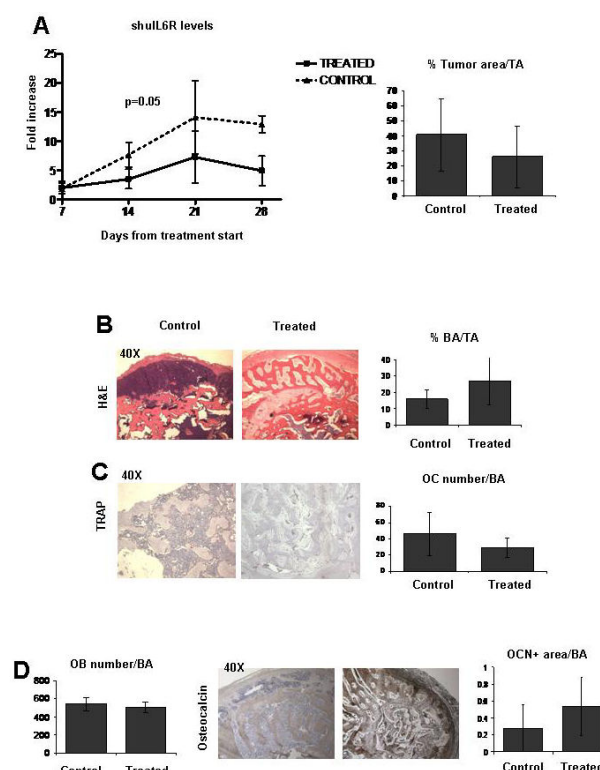 A
shuIL6R levels
Fold increase
25
20
15
10
5
0
p=0.05
7 14 21 28
Days from treatment start
TREATED
CONTROL
% Tumor area/TA
70
60
50
40
30
20
10
0
Control Treated
B
Control Treated
40X
H&E
% BA/TA
40
30
20
10
0
Control Treated
C
40X
TRAP
OC number/BA
80
60
40
20
0
Control Treated
D
OB number/BA
800
600
400
200
0
Control Treated
40X
Osteocalcin
OCN+ area/BA
1
0.8
0.6
0.4
0.2
0
Control Treated